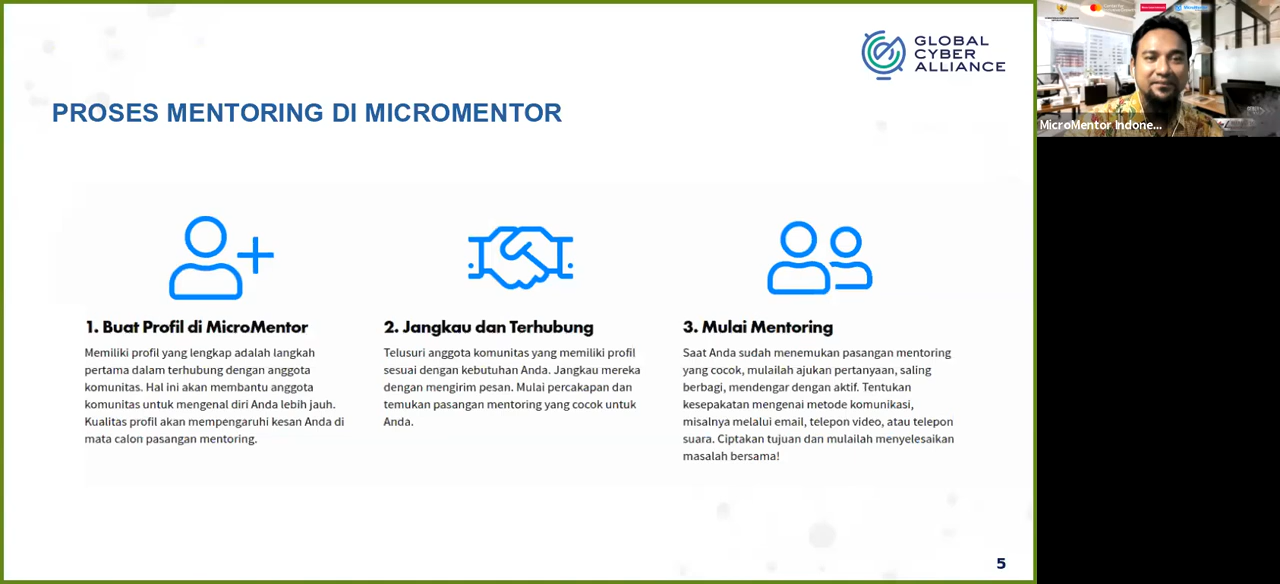 GLOBAL
CYBER
ALLIANCE
PROSES MENTORING DI MICROMENTOR
1. Buat Profil di MicroMentor
Memiliki profil yang lengkap adalah langkah
pertama dalam terhubung dengan anggota
komunitas. Hal ini akan membantu anggota
komunitas untuk mengenal diri Anda lebih jauh.
Kualitas profil akan mempengaruhi kesan Anda di
mata calon pasangan mentoring.
2. Jangkau dan Terhubung
Telusuri anggota komunitas yang memiliki profil
sesuai dengan kebutuhan Anda. Jangkau mereka
dengan mengirim pesan. Mulai percakapan dan
temukan pasangan mentoring yang cocok untuk
Anda.
3. Mulai Mentoring
Saat Anda sudah menemukan pasangan mentoring
yang cocok, mulailah ajukan pertanyaan, saling
berbagi, mendengar dengan aktif. Tentukan
kesepakatan mengenai metode komunikasi,
misalnya melalui email, telepon video, atau telepon
suara. Ciptakan tujuan dan mulailah menyelesaikan
masalah bersama!
5
MicroMentor Indone...